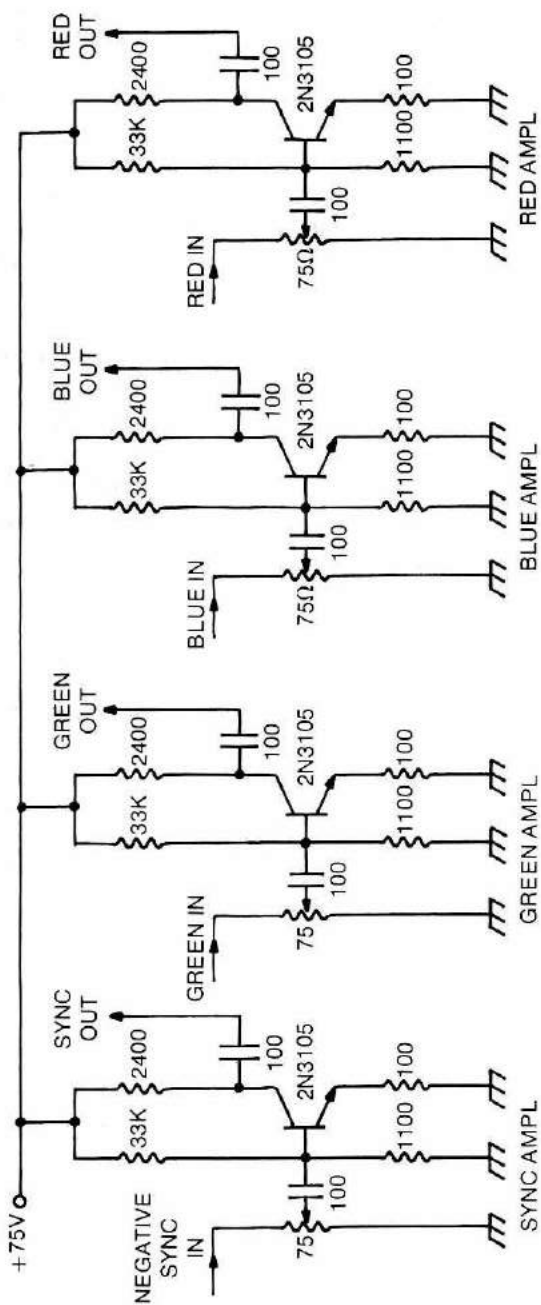 +75V
NEGATIVE
SYNC
IN
75
100
33K
2400
SYNC
OUT
100
2N3105
1100
100
SYNC AMPL
GREEN IN
75
100
33K
2400
GREEN
OUT
100
2N3105
1100
100
GREEN AMPL
BLUE IN
75Ω
100
33K
2400
BLUE
OUT
100
2N3105
1100
100
BLUE AMPL
RED IN
75Ω
100
33K
2400
RED
OUT
100
2N3105
1100
100
RED AMPL